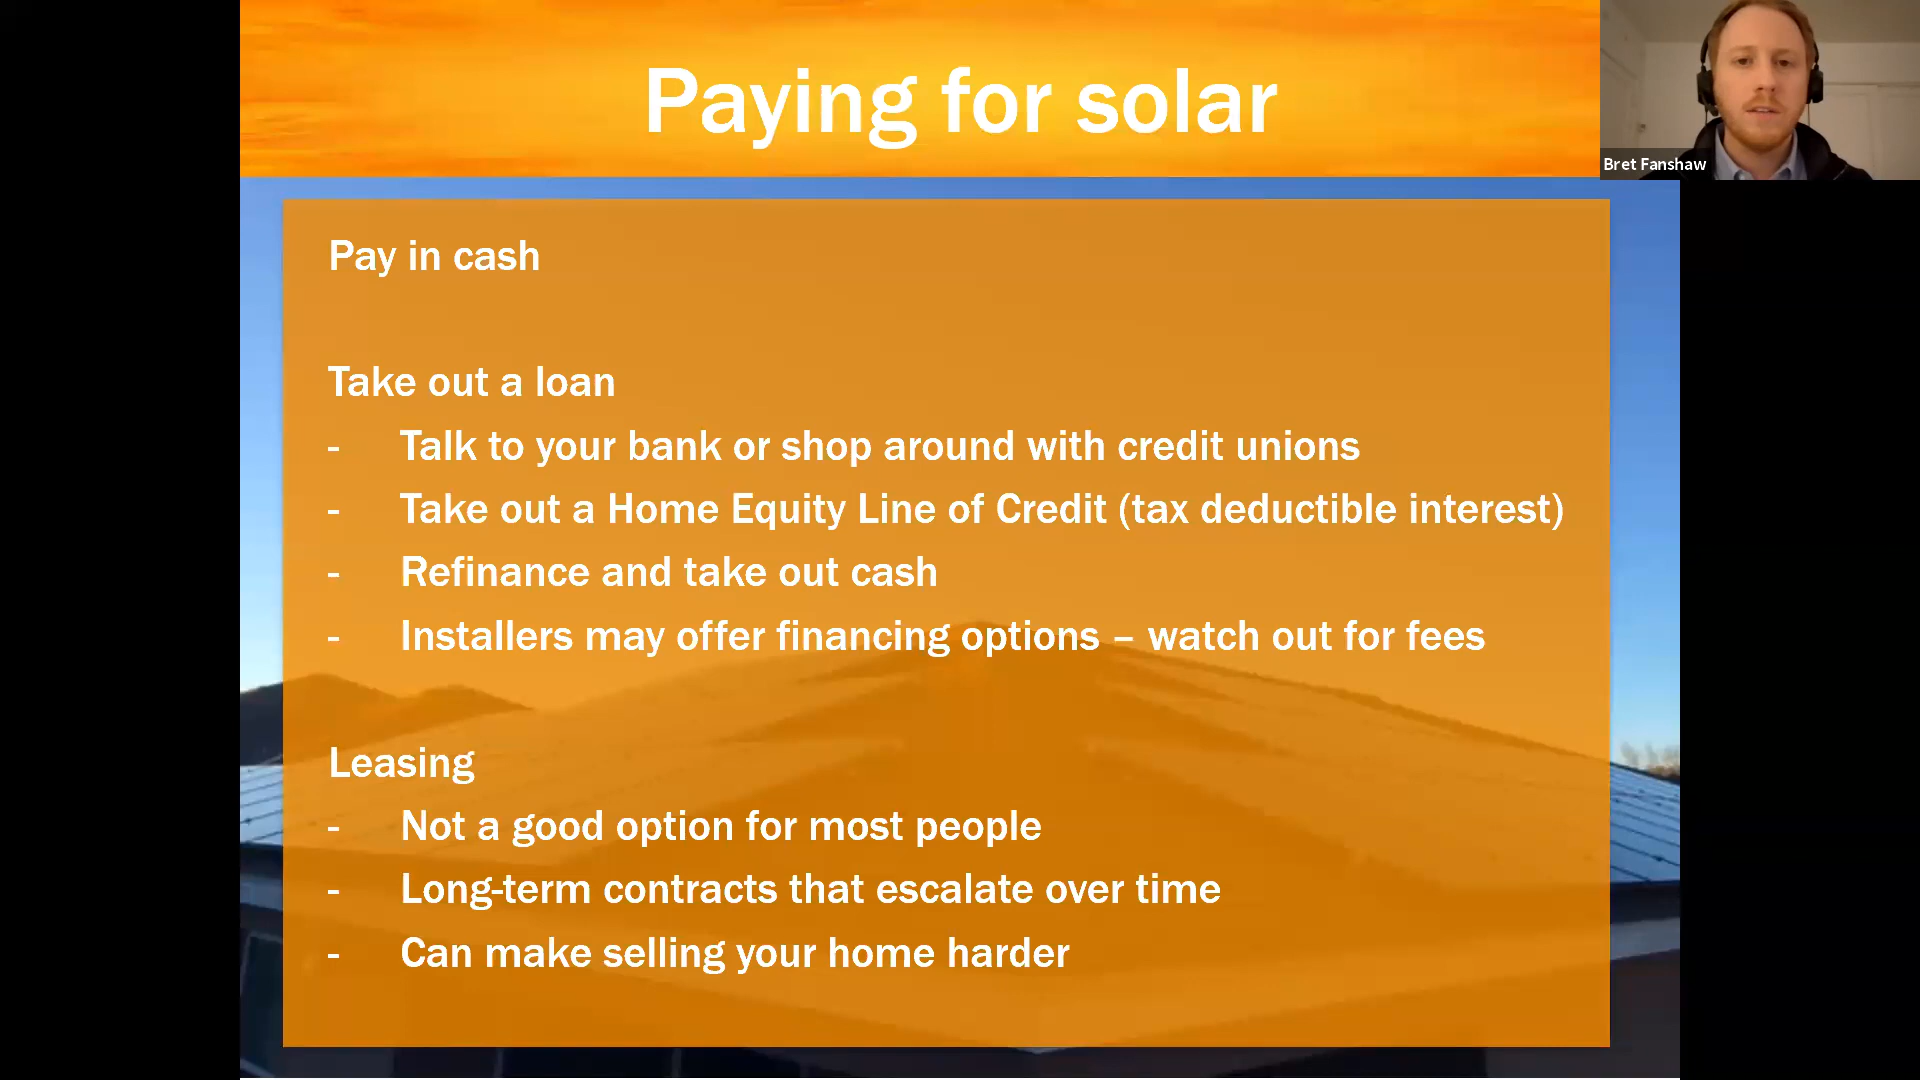 Paying for solar
Bret Fanshaw
Pay in cash
Take out a loan
- Talk to your bank or shop around with credit unions
- Take out a Home Equity Line of Credit (tax deductible interest)
- Refinance and take out cash
- Installers may offer financing options – watch out for fees
Leasing
- Not a good option for most people
- Long-term contracts that escalate over time
- Can make selling your home harder